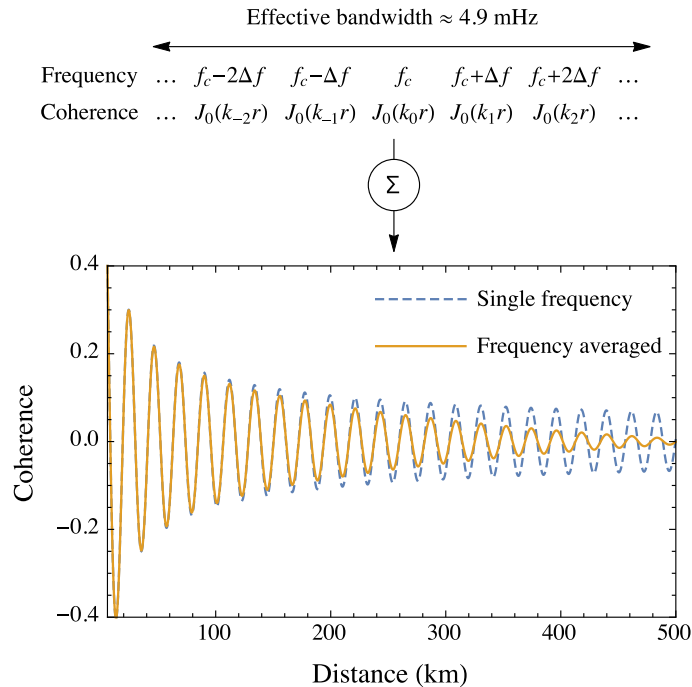 Effective bandwidth ≈ 4.9 mHz
Frequency … f_c−2Δf f_c−Δf f_c f_c+Δf f_c+2Δf …
Coherence … J_0(k_{−2}r) J_0(k_{−1}r) J_0(k_0r) J_0(k_1r) J_0(k_2r) …
Σ
0.4
Single frequency
Frequency averaged
0.2
0.0
−0.2
−0.4
Coherence
100 200 300 400 500
Distance (km)